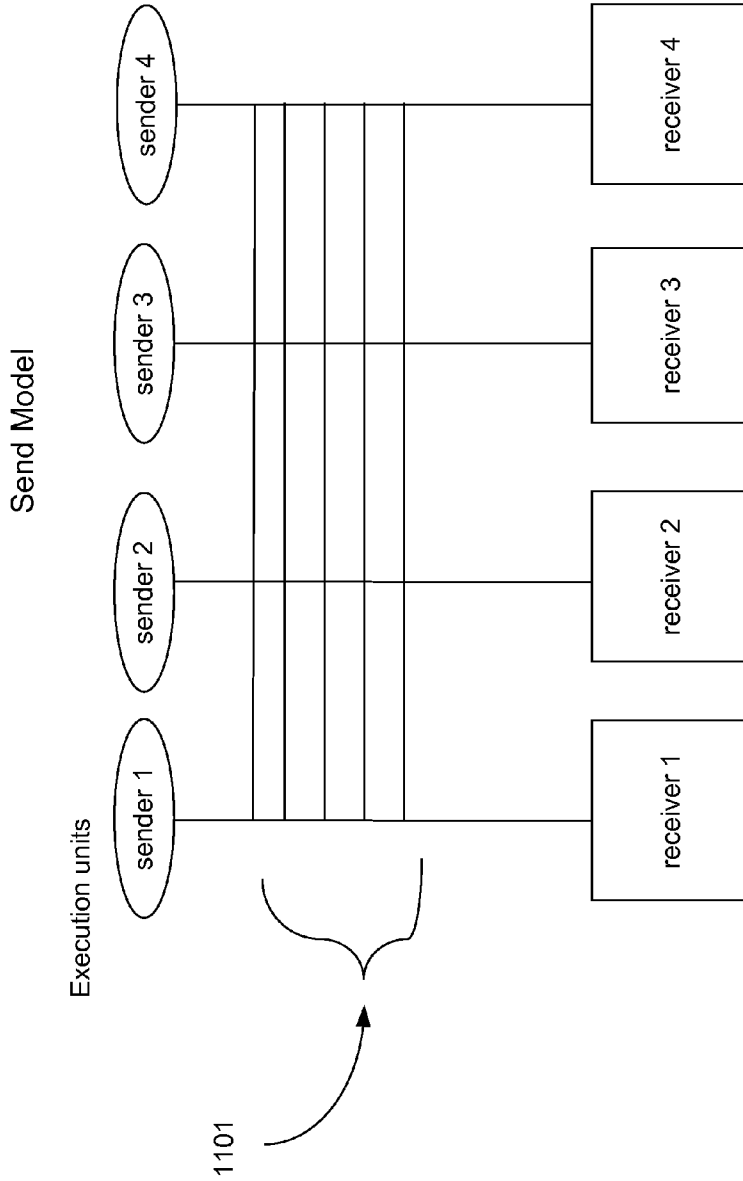 Send Model
Execution units
sender 1
sender 2
sender 3
sender 4
1101
receiver 1
receiver 2
receiver 3
receiver 4